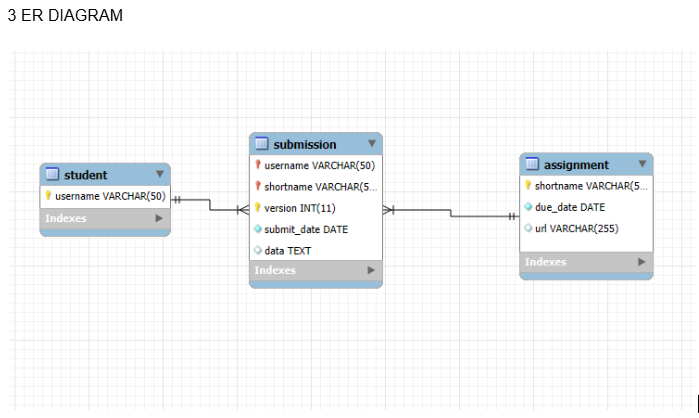 3 ER DIAGRAM
student
username VARCHAR(50)
Indexes
submission
username VARCHAR(50)
shortname VARCHAR(5...
version INT(11)
submit_date DATE
data TEXT
Indexes
assignment
shortname VARCHAR(5...
due_date DATE
url VARCHAR(255)
Indexes